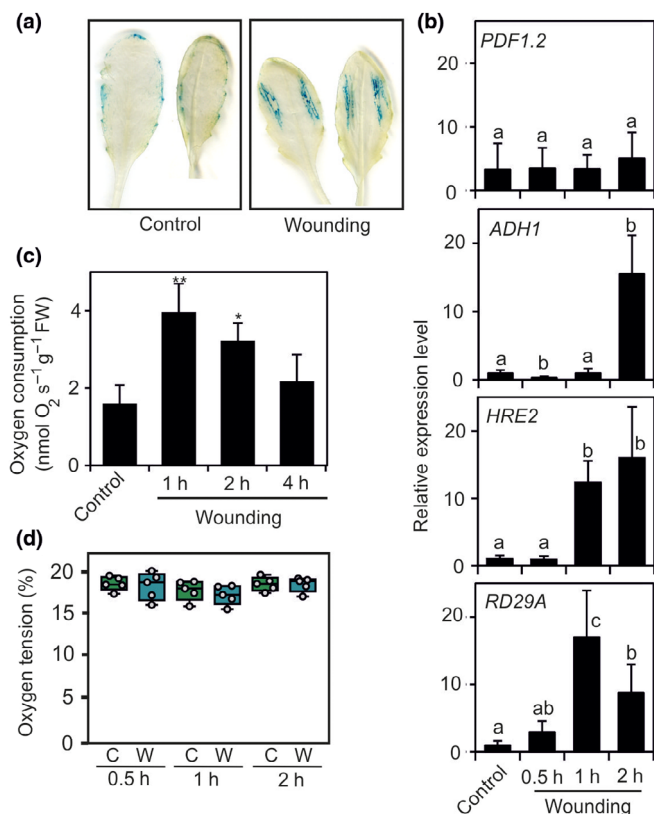 (a)
Control
Wounding
(b)
Relative expression level
PDF1.2
20
10
0
a
a
a
a
ADH1
20
10
0
a
b
a
b
HRE2
20
10
0
a
a
b
b
RD29A
20
10
0
a
ab
c
b
Control
0.5 h
1 h
2 h
Wounding
(c)
Oxygen consumption
(nmol O₂ s⁻¹ g⁻¹ FW)
4
2
0
**
*
Control
1 h
2 h
4 h
Wounding
(d)
Oxygen tension (%)
20
15
10
5
0
C
W
C
W
C
W
0.5 h
1 h
2 h